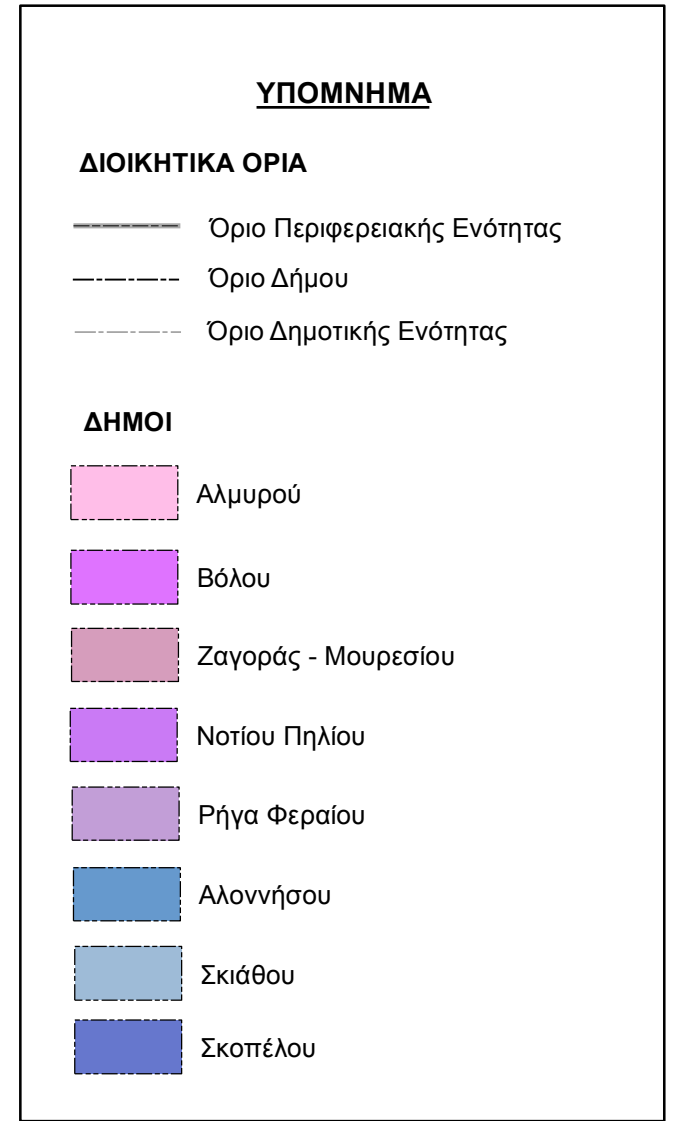 ΥΠΟΜΝΗΜΑ
ΔΙΟΙΚΗΤΙΚΑ ΟΡΙΑ
Όριο Περιφερειακής Ενότητας
Όριο Δήμου
Όριο Δημοτικής Ενότητας
ΔΗΜΟΙ
Αλμυρού
Βόλου
Ζαγοράς - Μουρεσίου
Νοτίου Πηλίου
Ρήγα Φεραίου
Αλοννήσου
Σκιάθου
Σκοπέλου